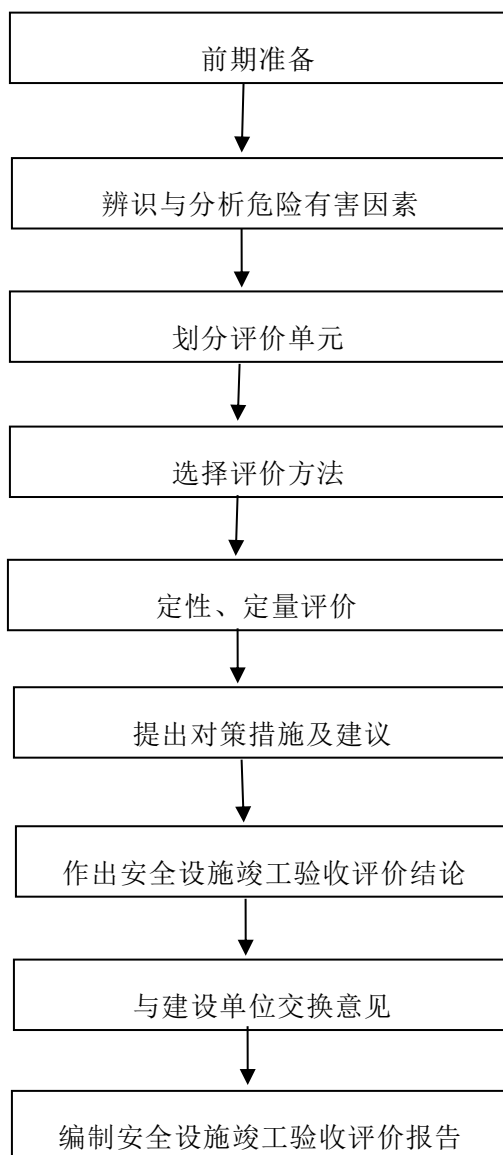 前期准备
辨识与分析危险有害因素
划分评价单元
选择评价方法
定性、定量评价
提出对策措施及建议
作出安全设施竣工验收评价结论
与建设单位交换意见
编制安全设施竣工验收评价报告